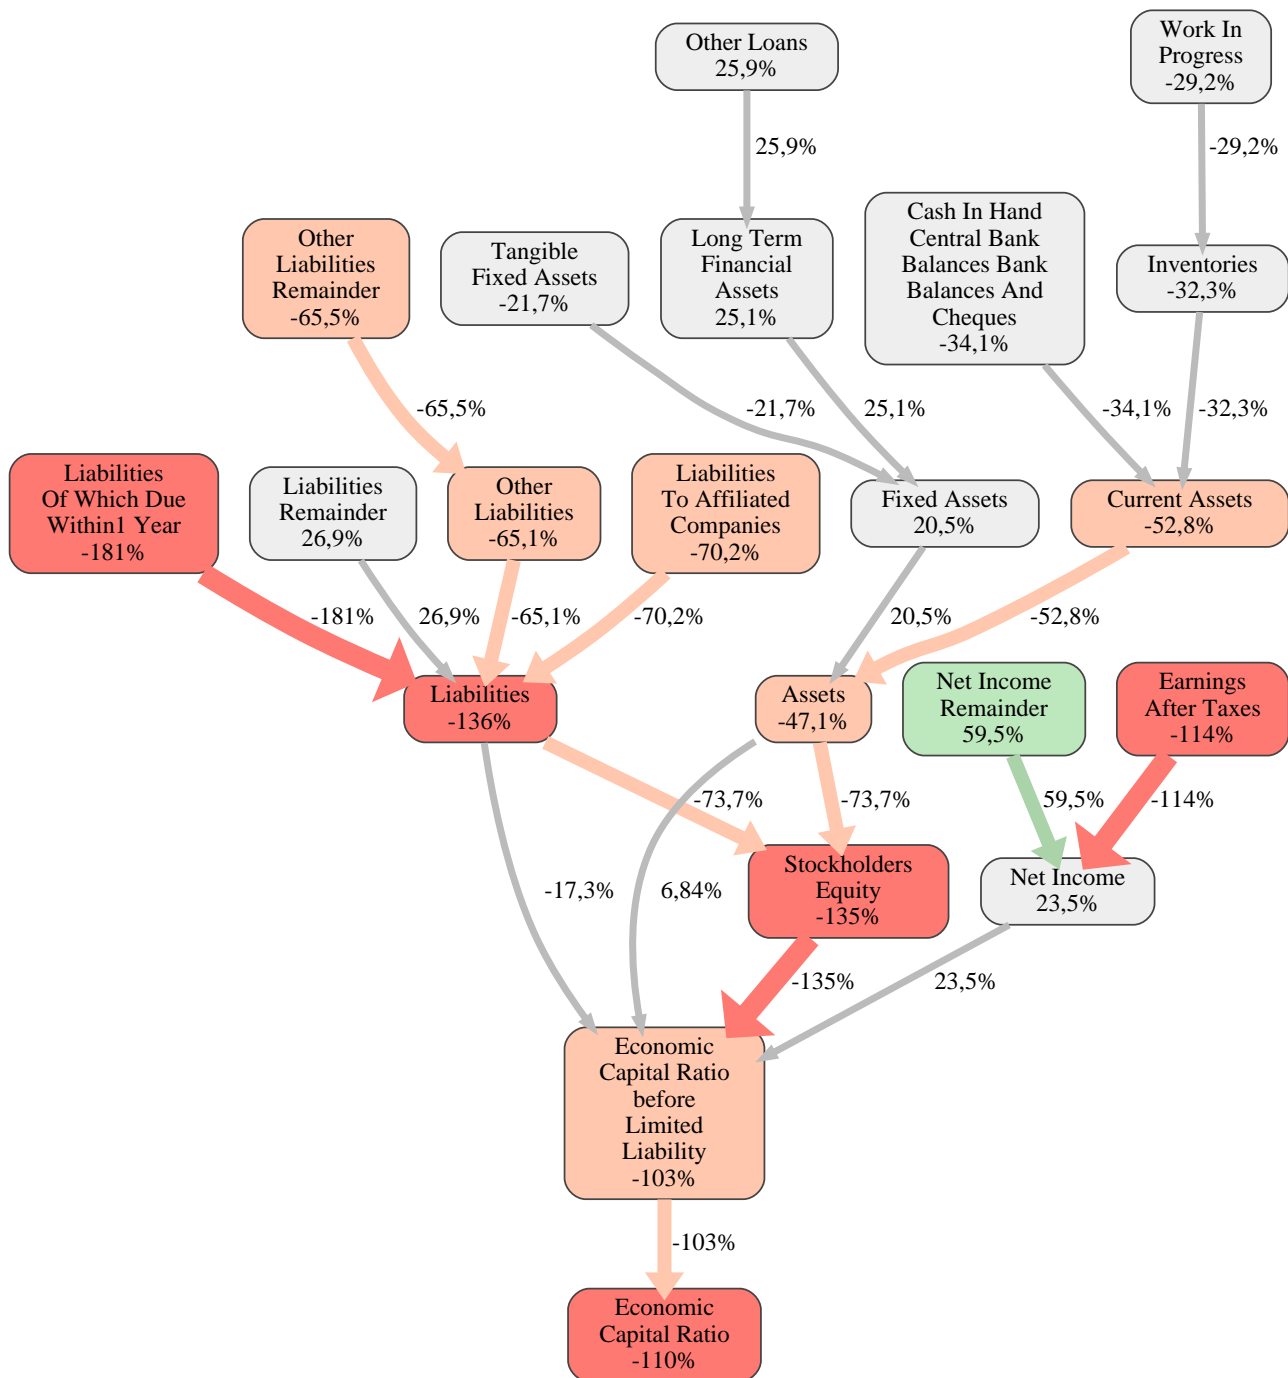 Other Loans
25,9%
Work In
Progress
-29,2%
25,9%
-29,2%
Other
Liabilities
Remainder
-65,5%
Tangible
Fixed Assets
-21,7%
Long Term
Financial
Assets
25,1%
Cash In Hand
Central Bank
Balances Bank
Balances And
Cheques
-34,1%
Inventories
-32,3%
-65,5%
-21,7%
25,1%
-34,1%
-32,3%
Liabilities
Of Which Due
Within1 Year
-181%
Liabilities
Remainder
26,9%
Other
Liabilities
-65,1%
Liabilities
To Affiliated
Companies
-70,2%
Fixed Assets
20,5%
Current Assets
-52,8%
-181%
26,9%
-65,1%
-70,2%
20,5%
-52,8%
Liabilities
-136%
Assets
-47,1%
Net Income
Remainder
59,5%
Earnings
After Taxes
-114%
-73,7%
-73,7%
59,5%
-114%
Stockholders
Equity
-135%
Net Income
23,5%
-17,3%
6,84%
-135%
23,5%
Economic
Capital Ratio
before
Limited
Liability
-103%
-103%
Economic
Capital Ratio
-110%